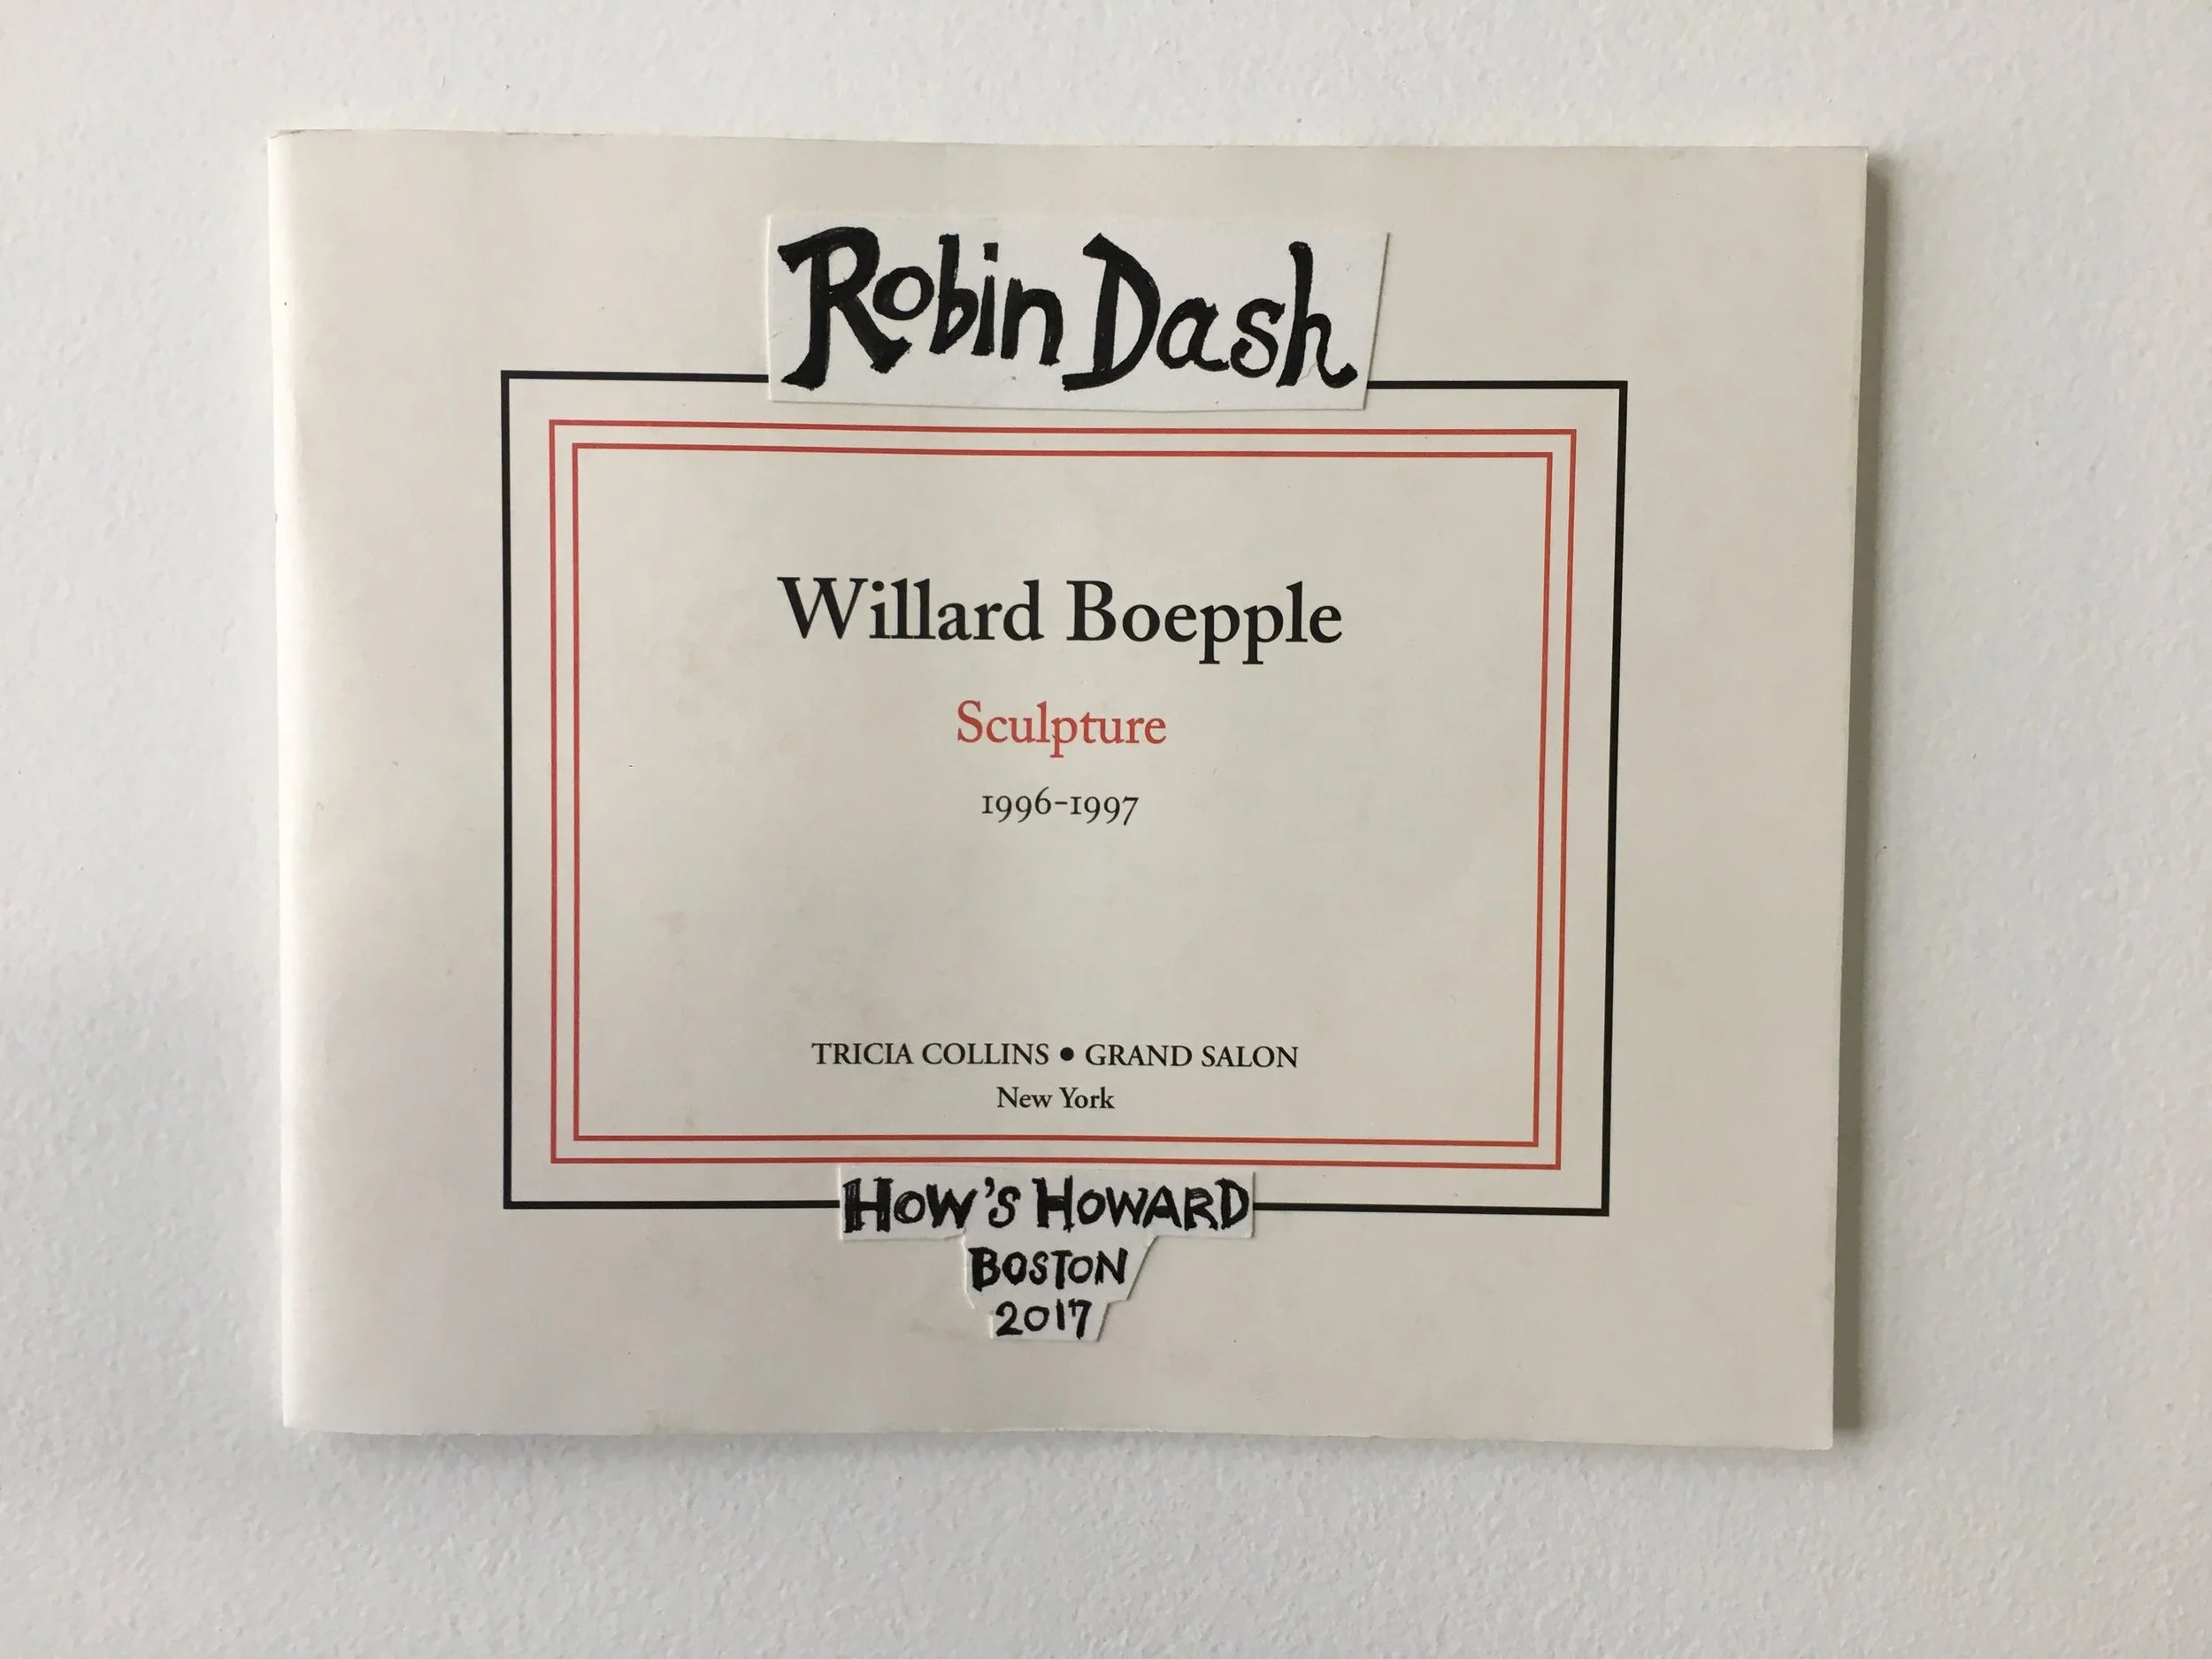 Robin Dash
Willard Boepple
Sculpture
1996-1997
TRICIA COLLINS • GRAND SALON
New York
HOW'S HOWARD
BOSTON
2017